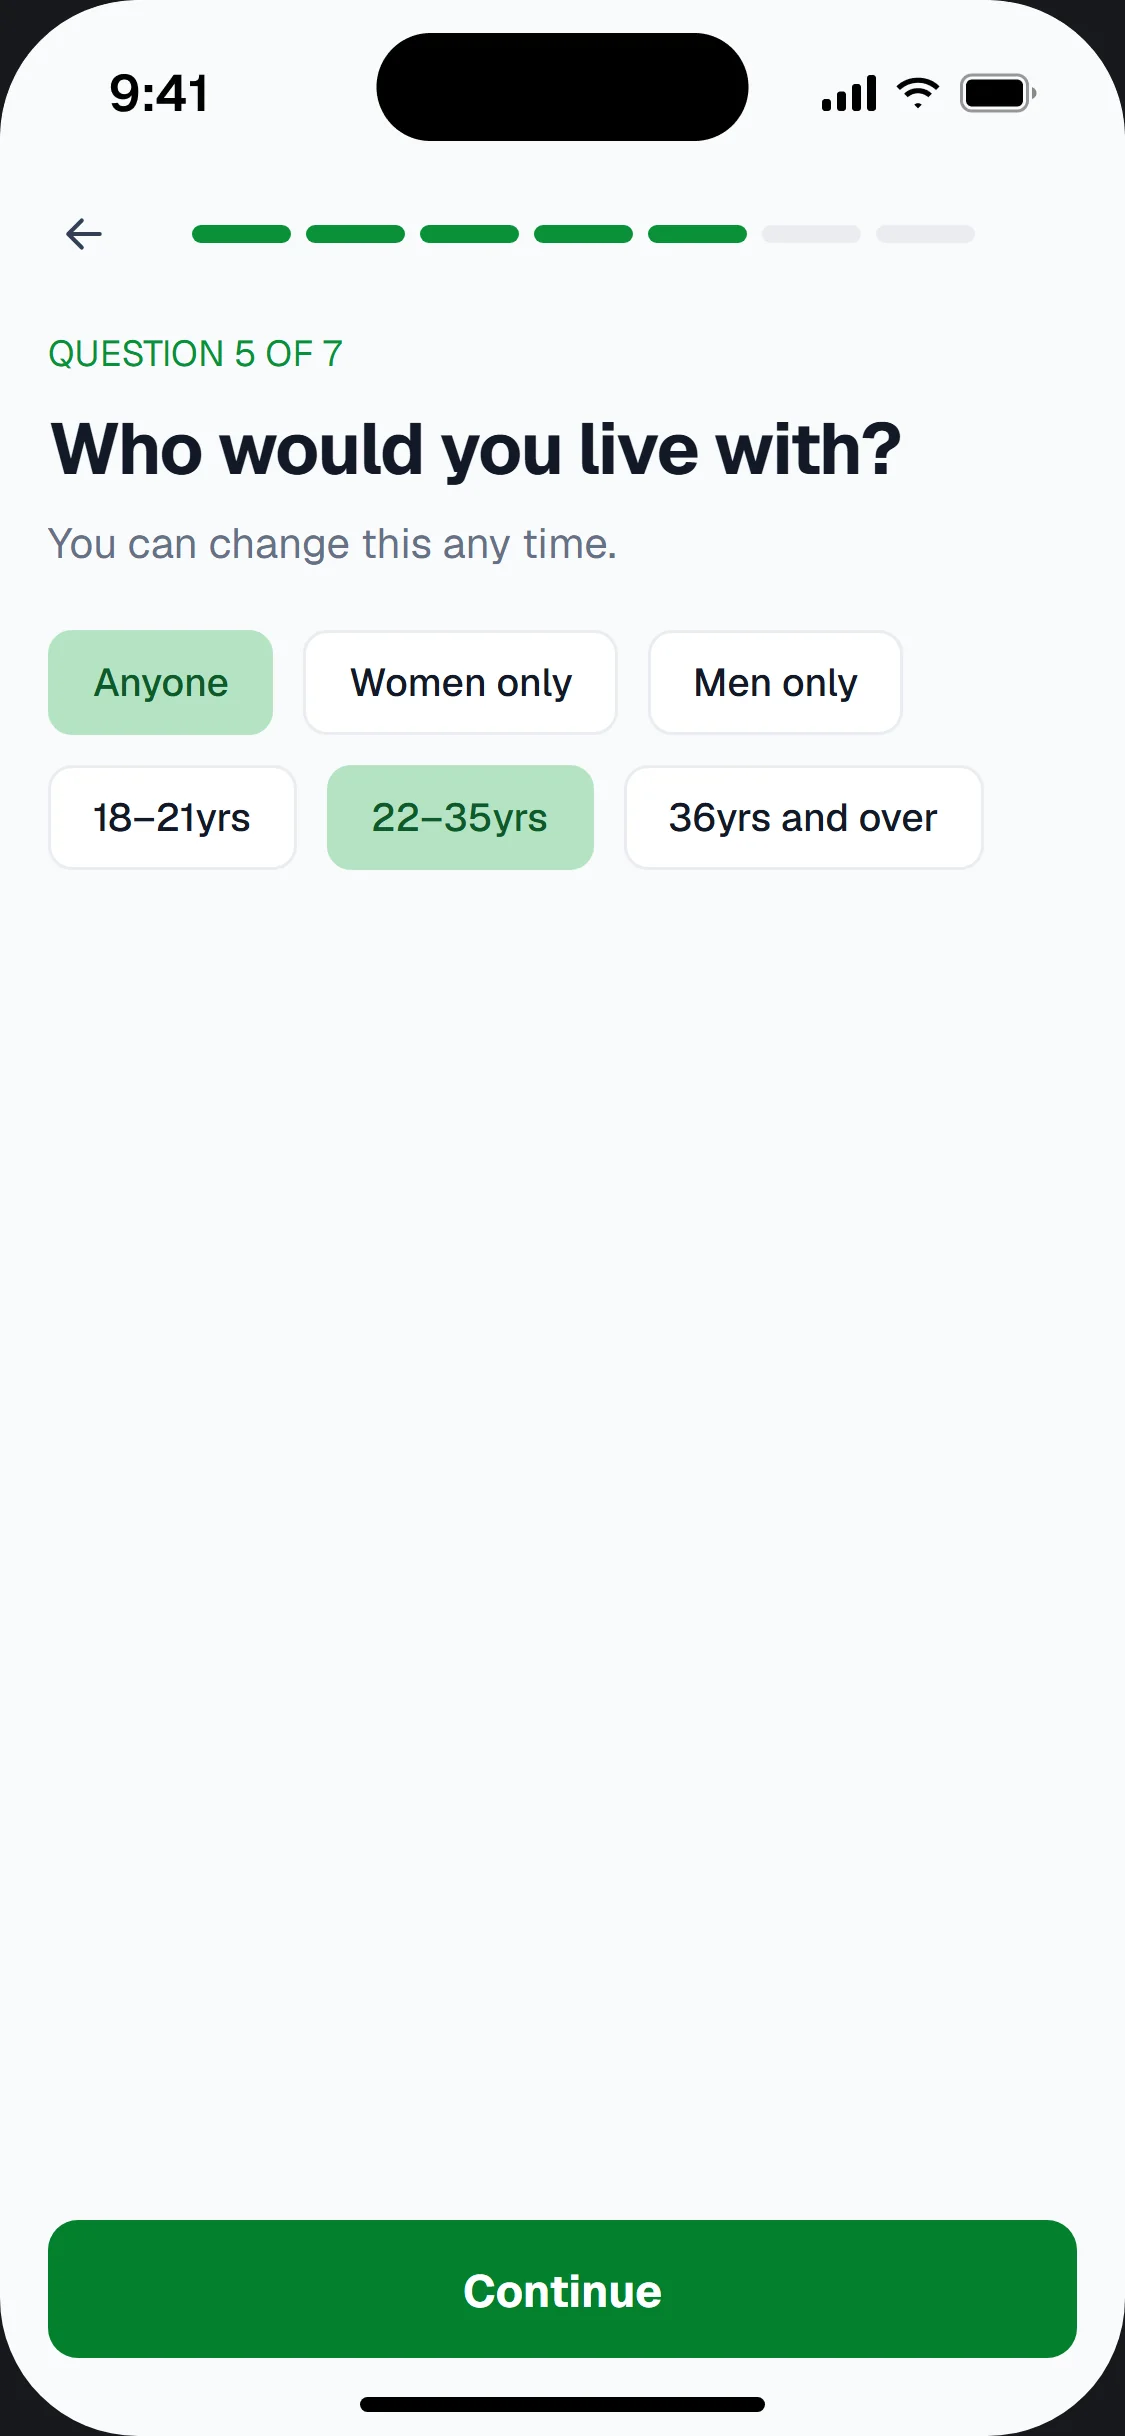 9:41
QUESTION 5 OF 7
Who would you live with?
You can change this any time.
Anyone Women only Men only
18–21yrs 22–35yrs 36yrs and over
Continue